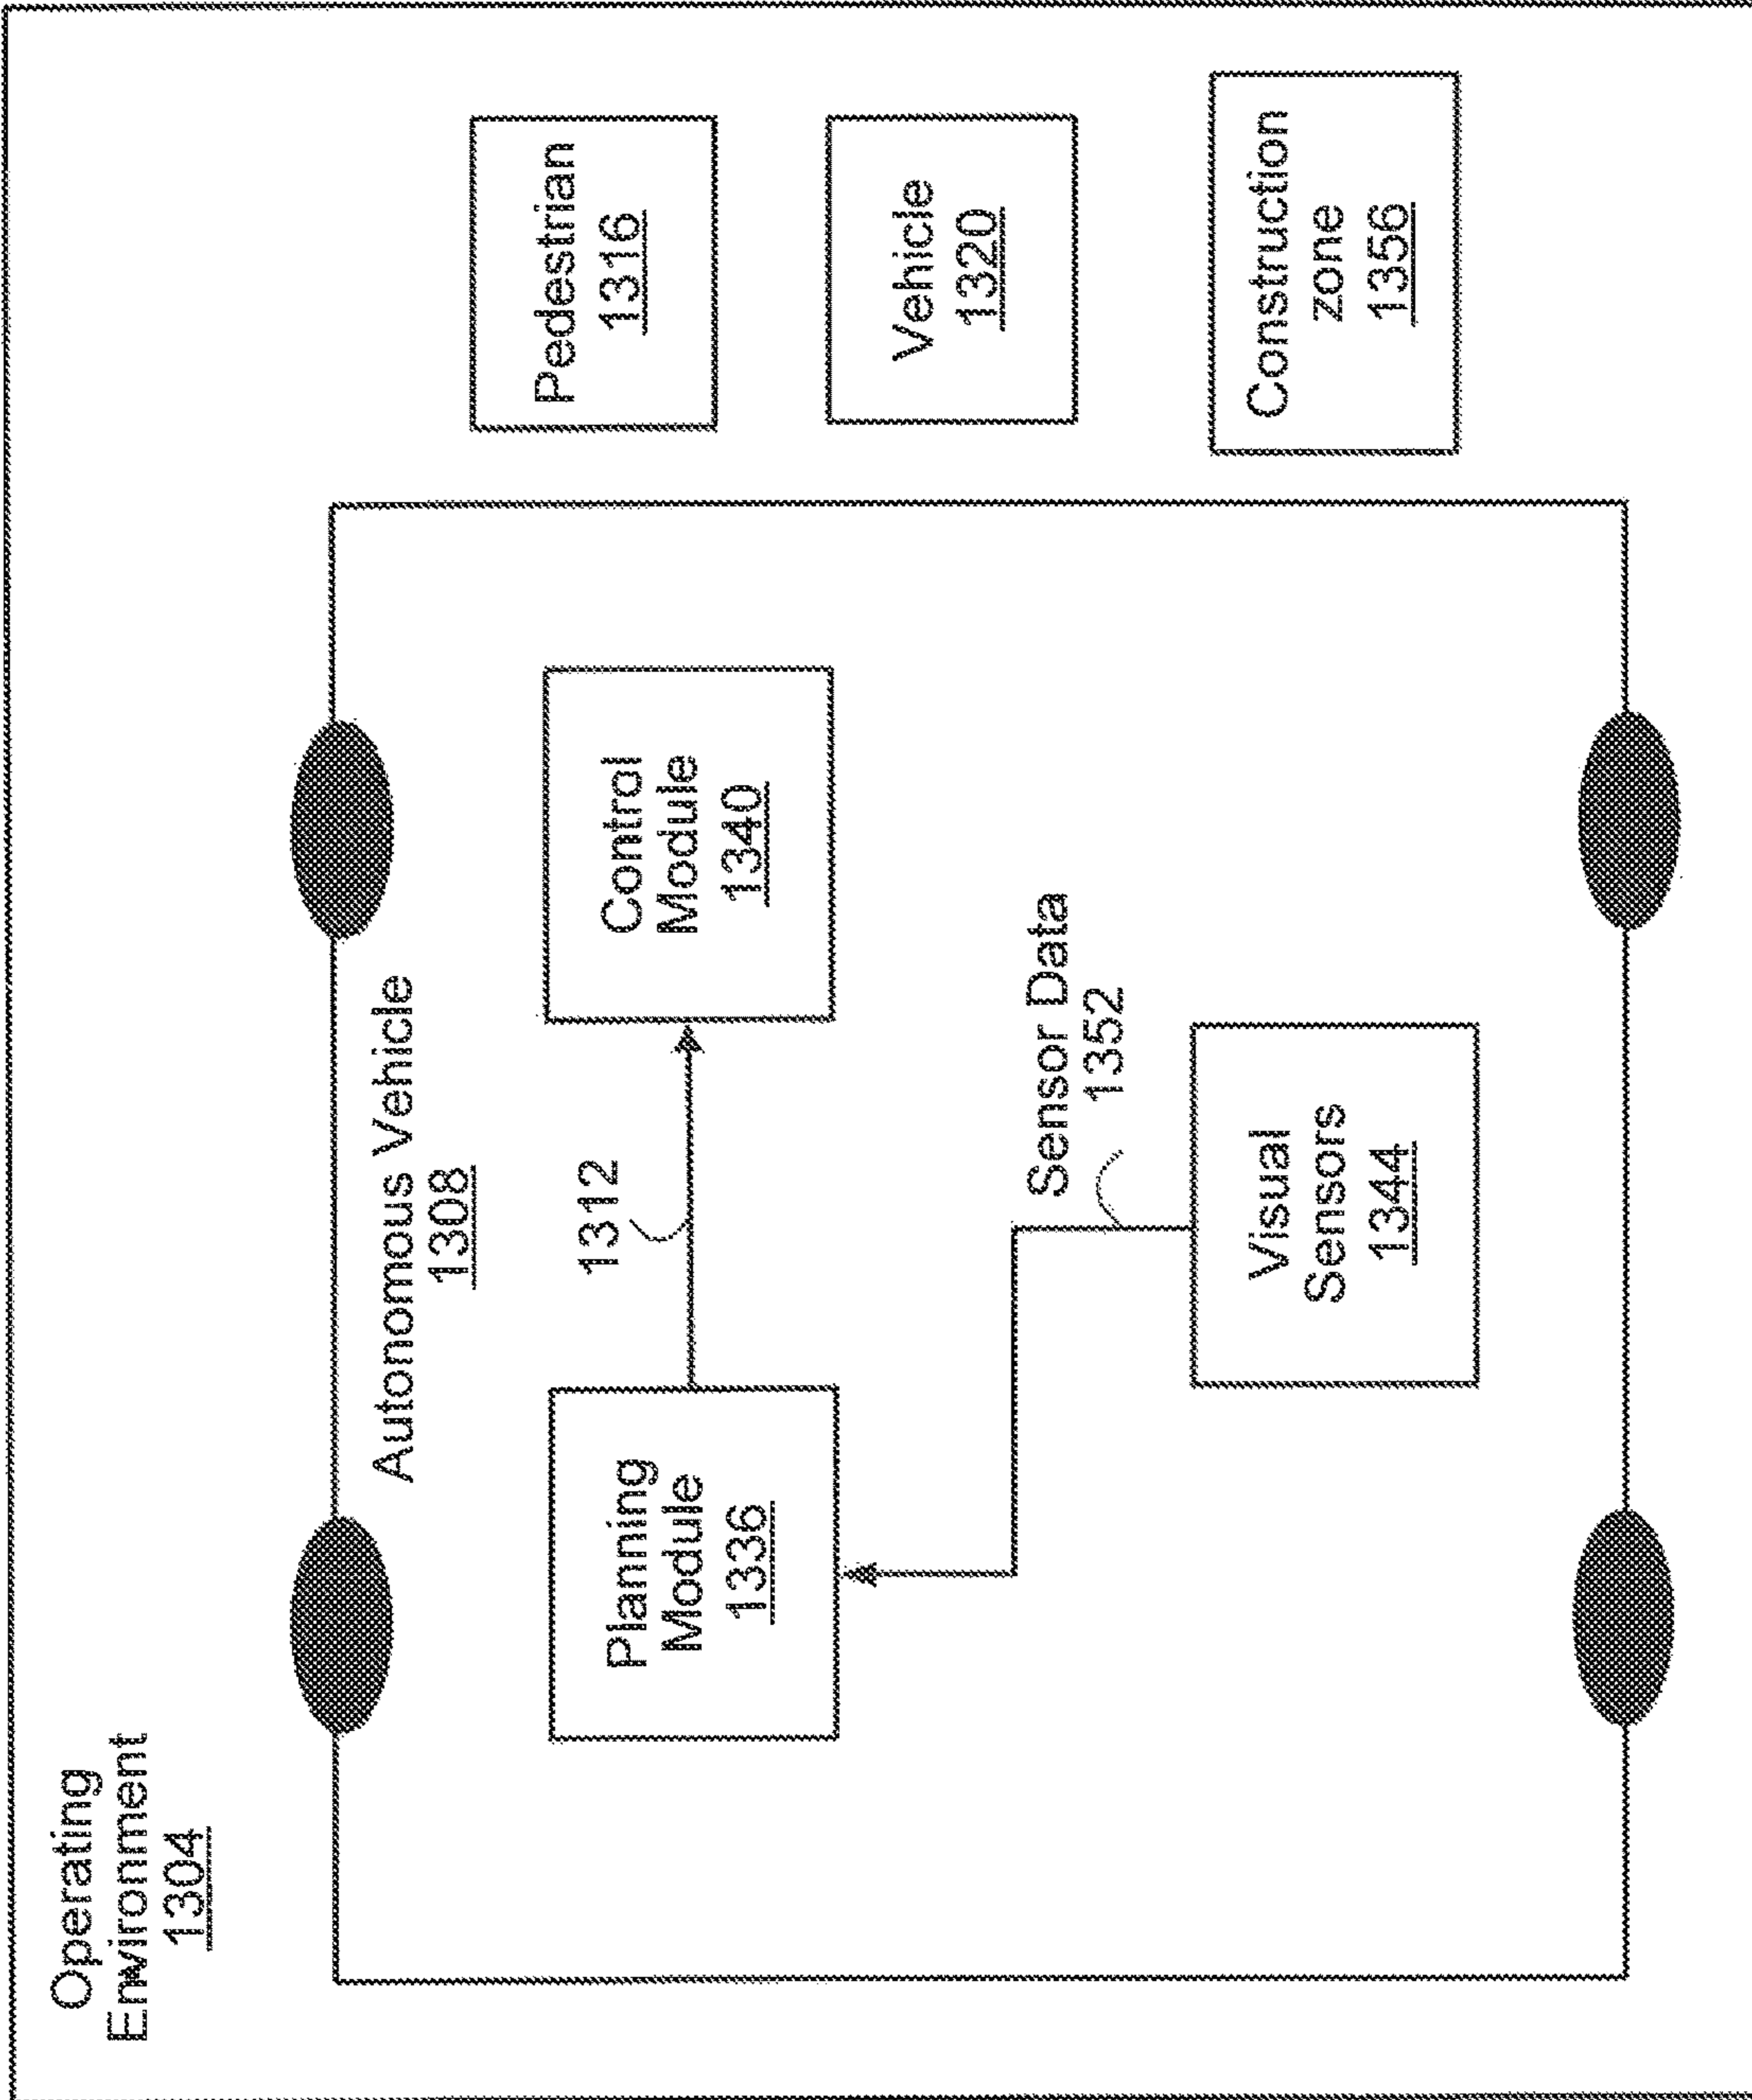 Operating
Environment
1304
Autonomous Vehicle
1308
Planning
Module
1336
1312
Control
Module
1340
Sensor Data
1352
Visual
Sensors
1344
Pedestrian
1316
Vehicle
1320
Construction
zone
1356